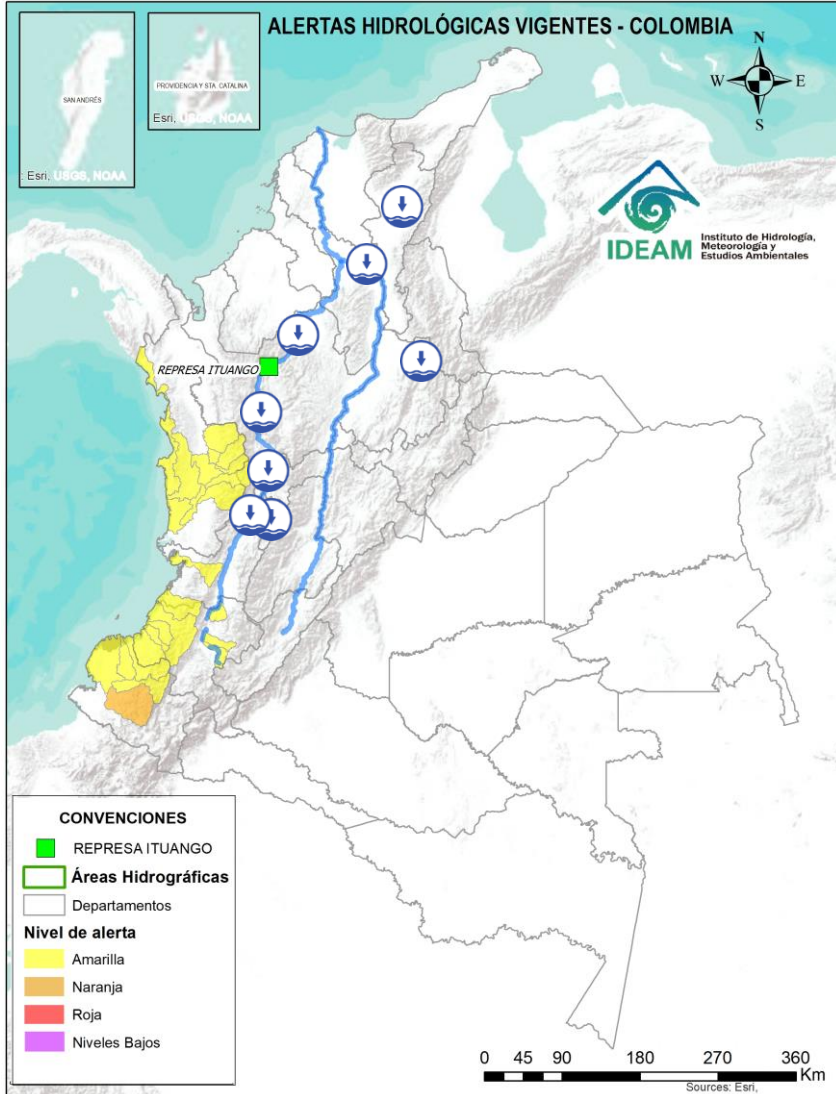 ALERTAS HIDROLÓGICAS VIGENTES - COLOMBIA
N
W
E
S
SAN ANDRÉS
Esri, USGS, NOAA
PROVIDENCIA Y STA. CATALINA
Esri, USGS, NOAA
IDEAM
Instituto de Hidrología,
Meteorología y
Estudios Ambientales
REPRESA ITUANGO
CONVENCIONES
REPRESA ITUANGO
Áreas Hidrográficas
Departamentos
Nivel de alerta
Amarilla
Naranja
Roja
Niveles Bajos
0 45 90 180 270 360
Km
Sources: Esri,